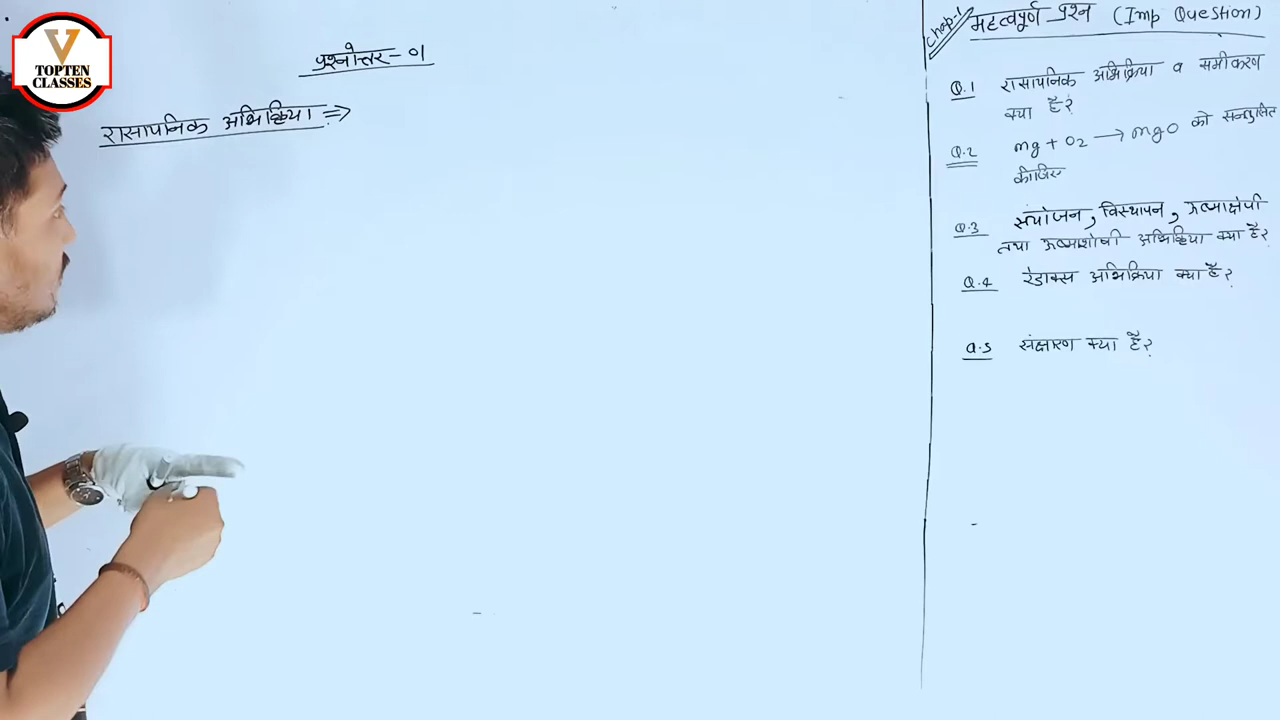 V
TOPTEN
CLASSES
प्रश्नोत्तर - 01
रासायनिक अभिक्रिया ⇒
Chap-1
महत्वपूर्ण प्रश्न (Imp Question)
Q.1 रासायनिक अभिक्रिया व समीकरण
क्या है?
Q.2 mg + O2 → mgO को सन्तुलित
कीजिए
Q.3 संयोजन, विस्थापन, ऊष्माक्षेपी
तथा ऊष्माशोषी अभिक्रिया क्या है?
Q.4 रेडाक्स अभिक्रिया क्या है?
Q.5 संक्षारण क्या है?